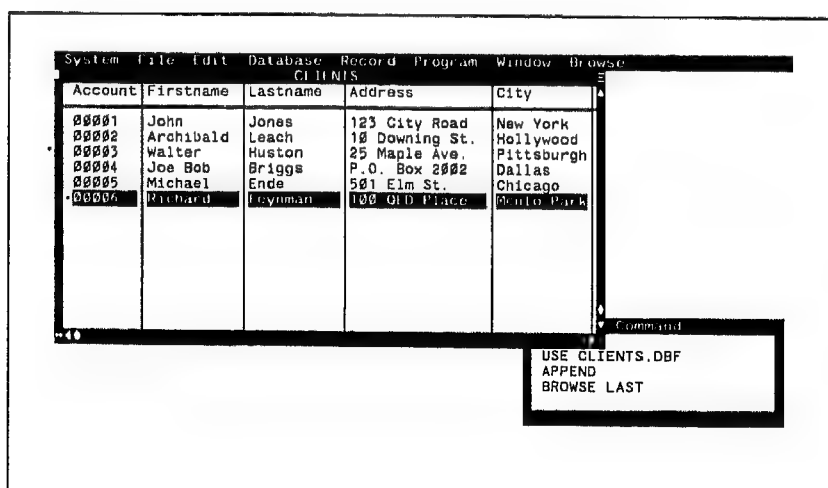 System File Edit Database Record Program Window Browse
CLIENTS
Account Firstname Lastname Address City
00001 John Jones 123 City Road New York
00002 Archibald Leach 10 Downing St. Hollywood
00003 Walter Huston 25 Maple Ave. Pittsburgh
00004 Joe Bob Briggs P.O. Box 2002 Dallas
00005 Michael Ende 501 Elm St. Chicago
00006 Richard Feynman 100 QED Place Menlo Park
Command
USE CLIENTS.DBF
APPEND
BROWSE LAST